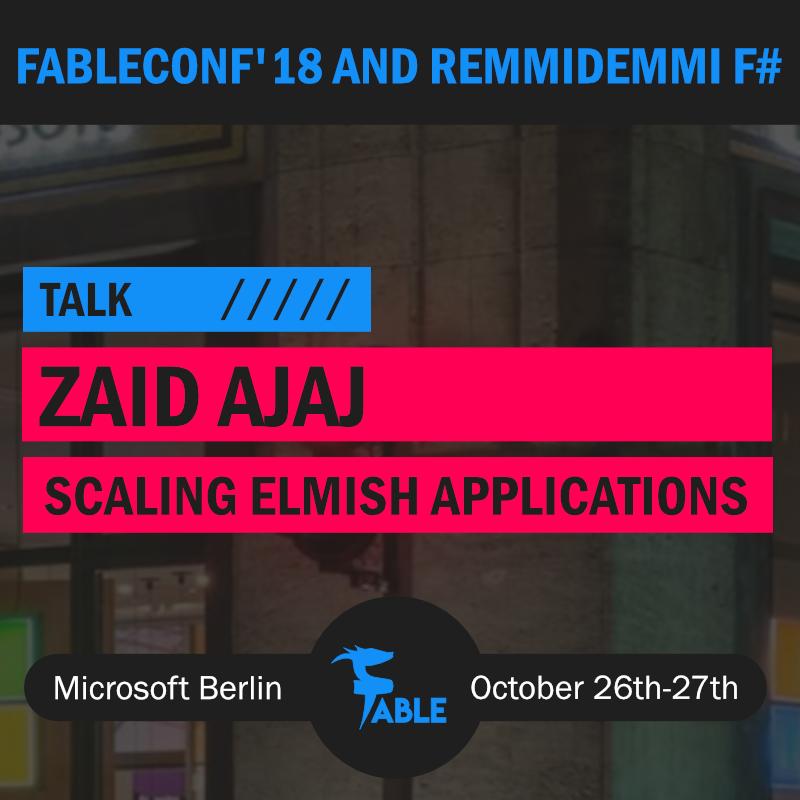 FABLECONF'18 AND REMMIDEMMI F#
TALK /////
ZAID AJAJ
SCALING ELMISH APPLICATIONS
Microsoft Berlin
FABLE
October 26th-27th